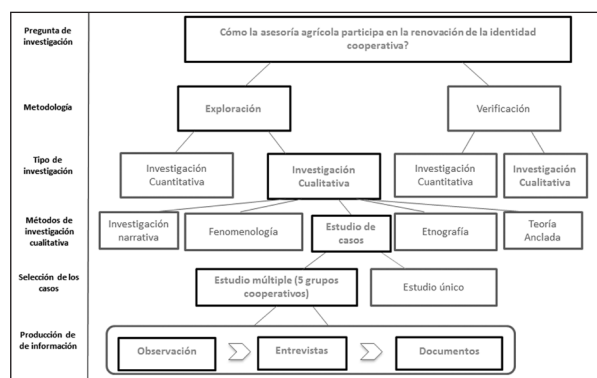 Pregunta de
investigación
Cómo la asesoría agrícola participa en la renovación de la identidad
cooperativa?
Metodología
Exploración
Verificación
Tipo de
investigación
Investigación
Cuantitativa
Investigación
Cualitativa
Investigación
Cuantitativa
Investigación
Cualitativa
Métodos de
investigación
cualitativa
Investigación
narrativa
Fenomenología
Estudio de
casos
Etnografía
Teoría
Anclada
Selección de los
casos
Estudio múltiple (5 grupos
cooperativos)
Estudio único
Producción de
de información
Observación
Entrevistas
Documentos